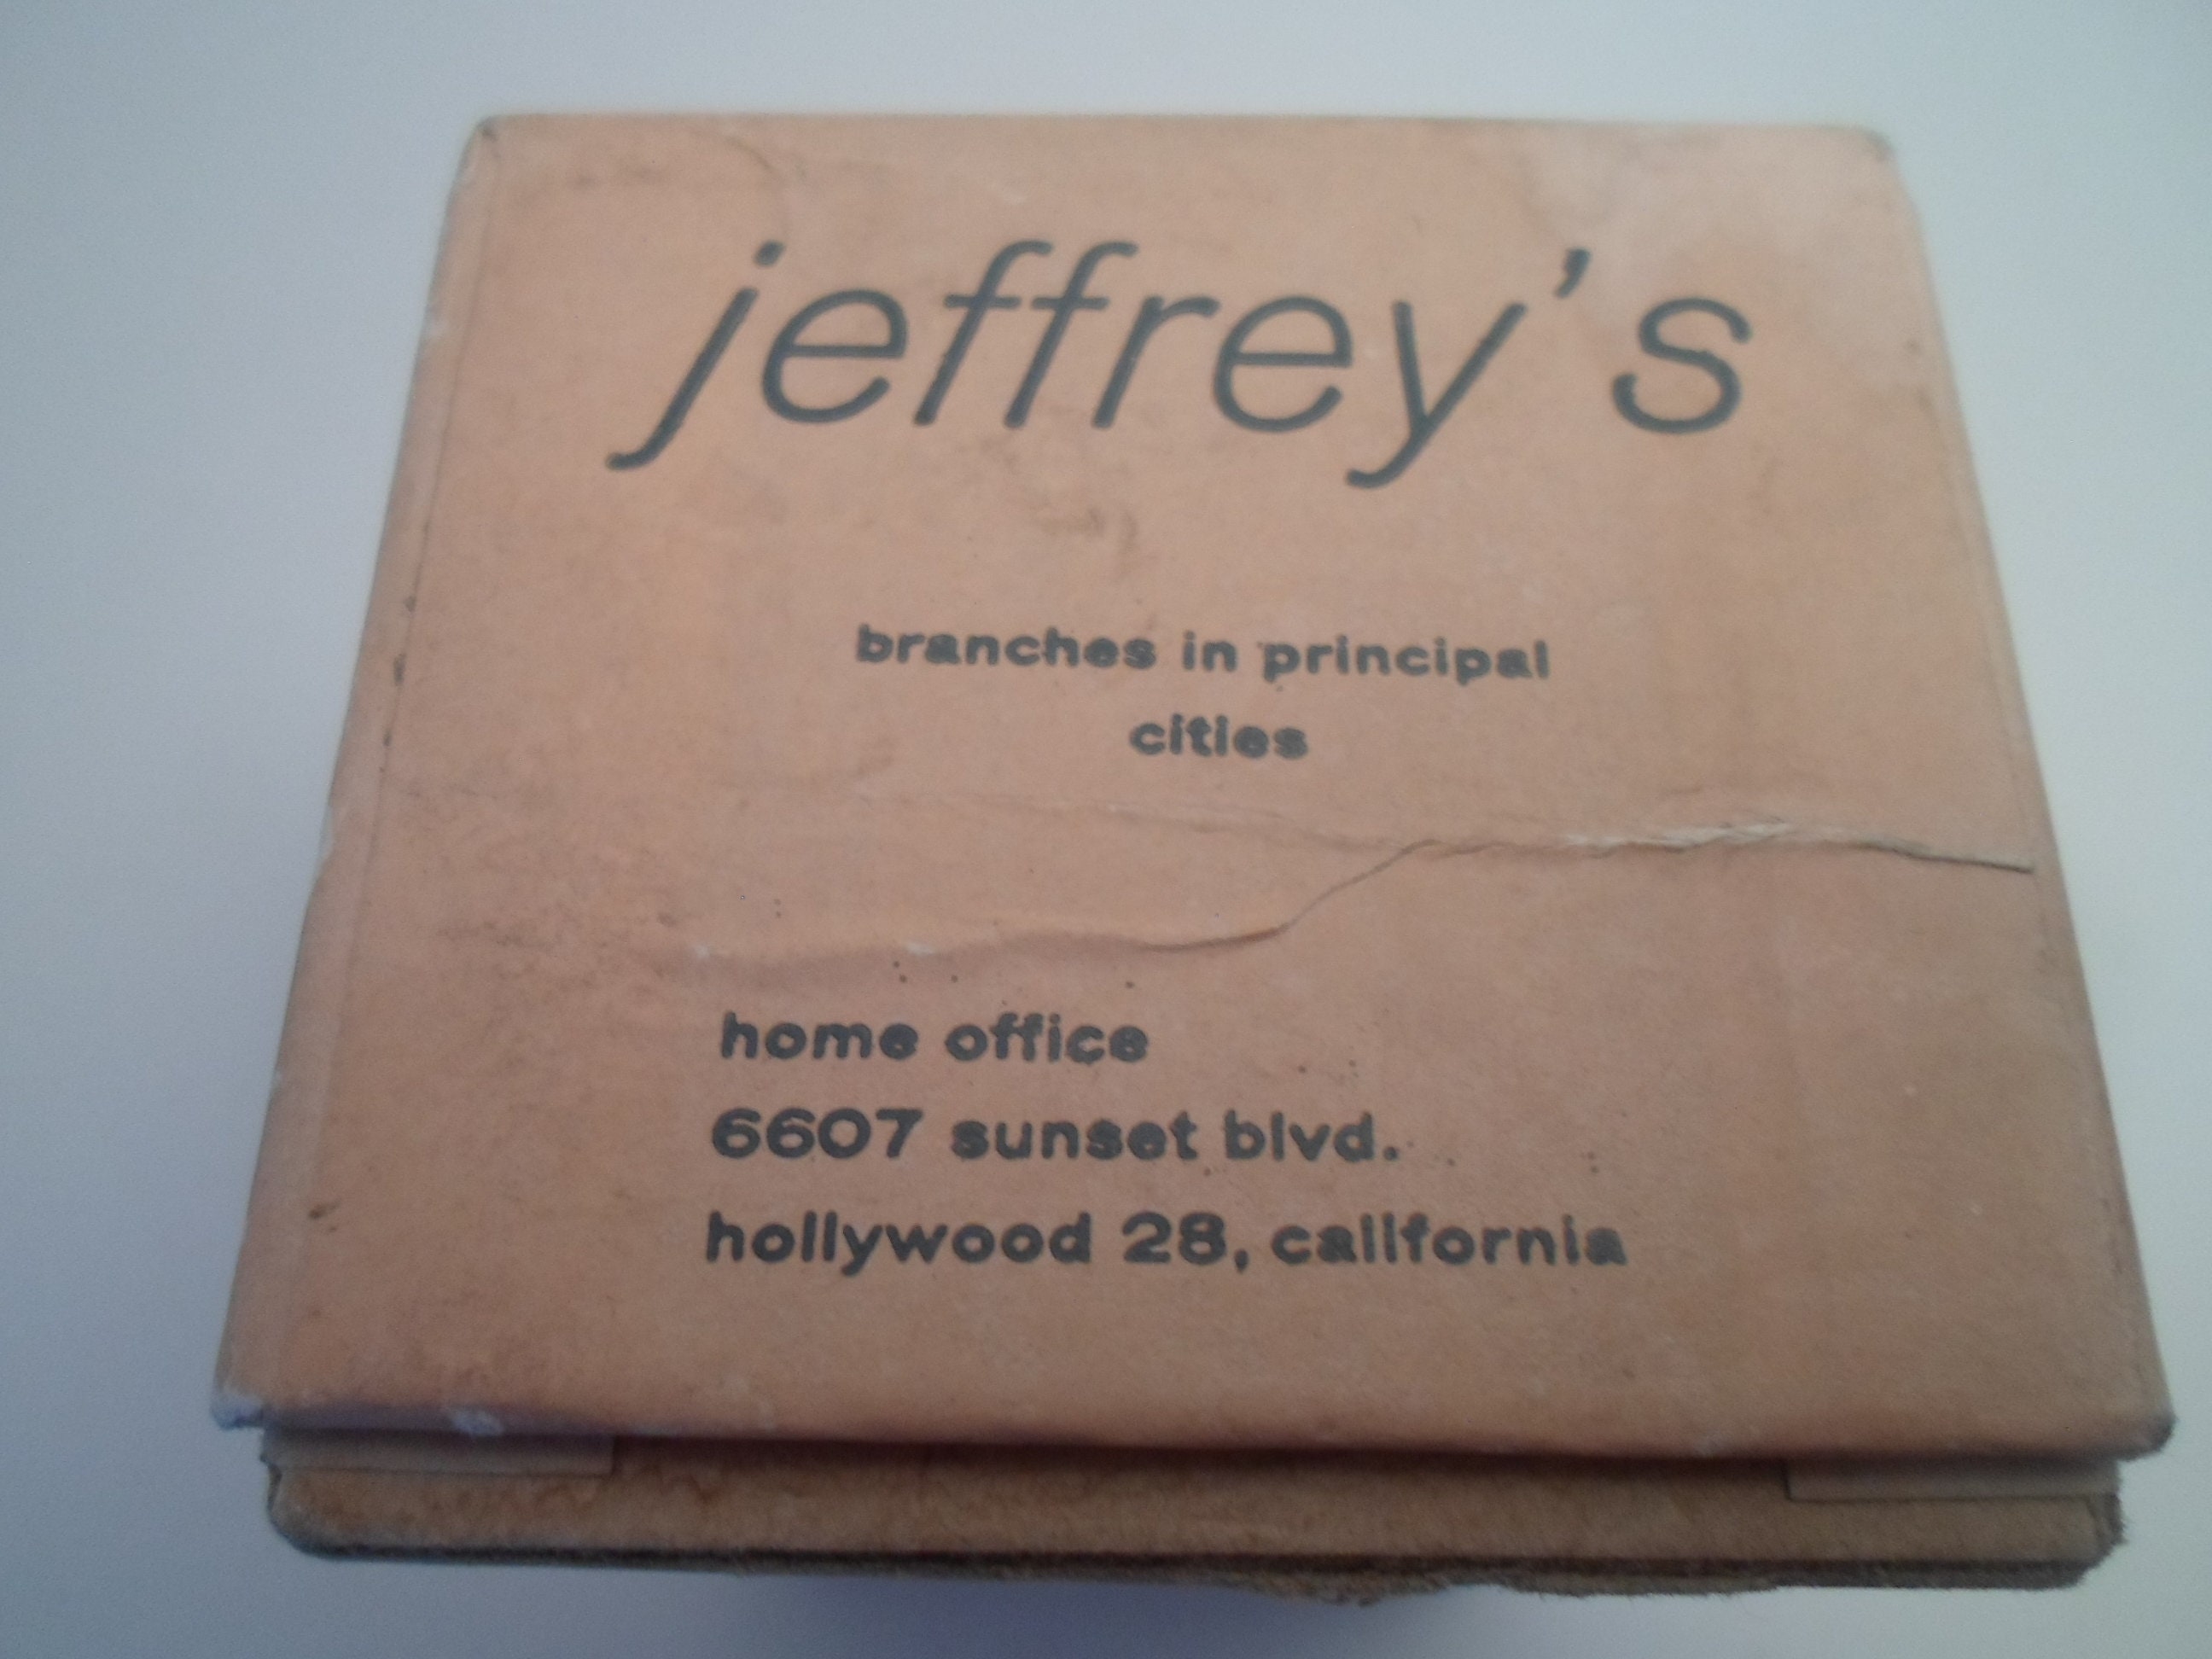 jeffrey's
branches in principal
cities
home office
6607 sunset blvd.
hollywood 28, california